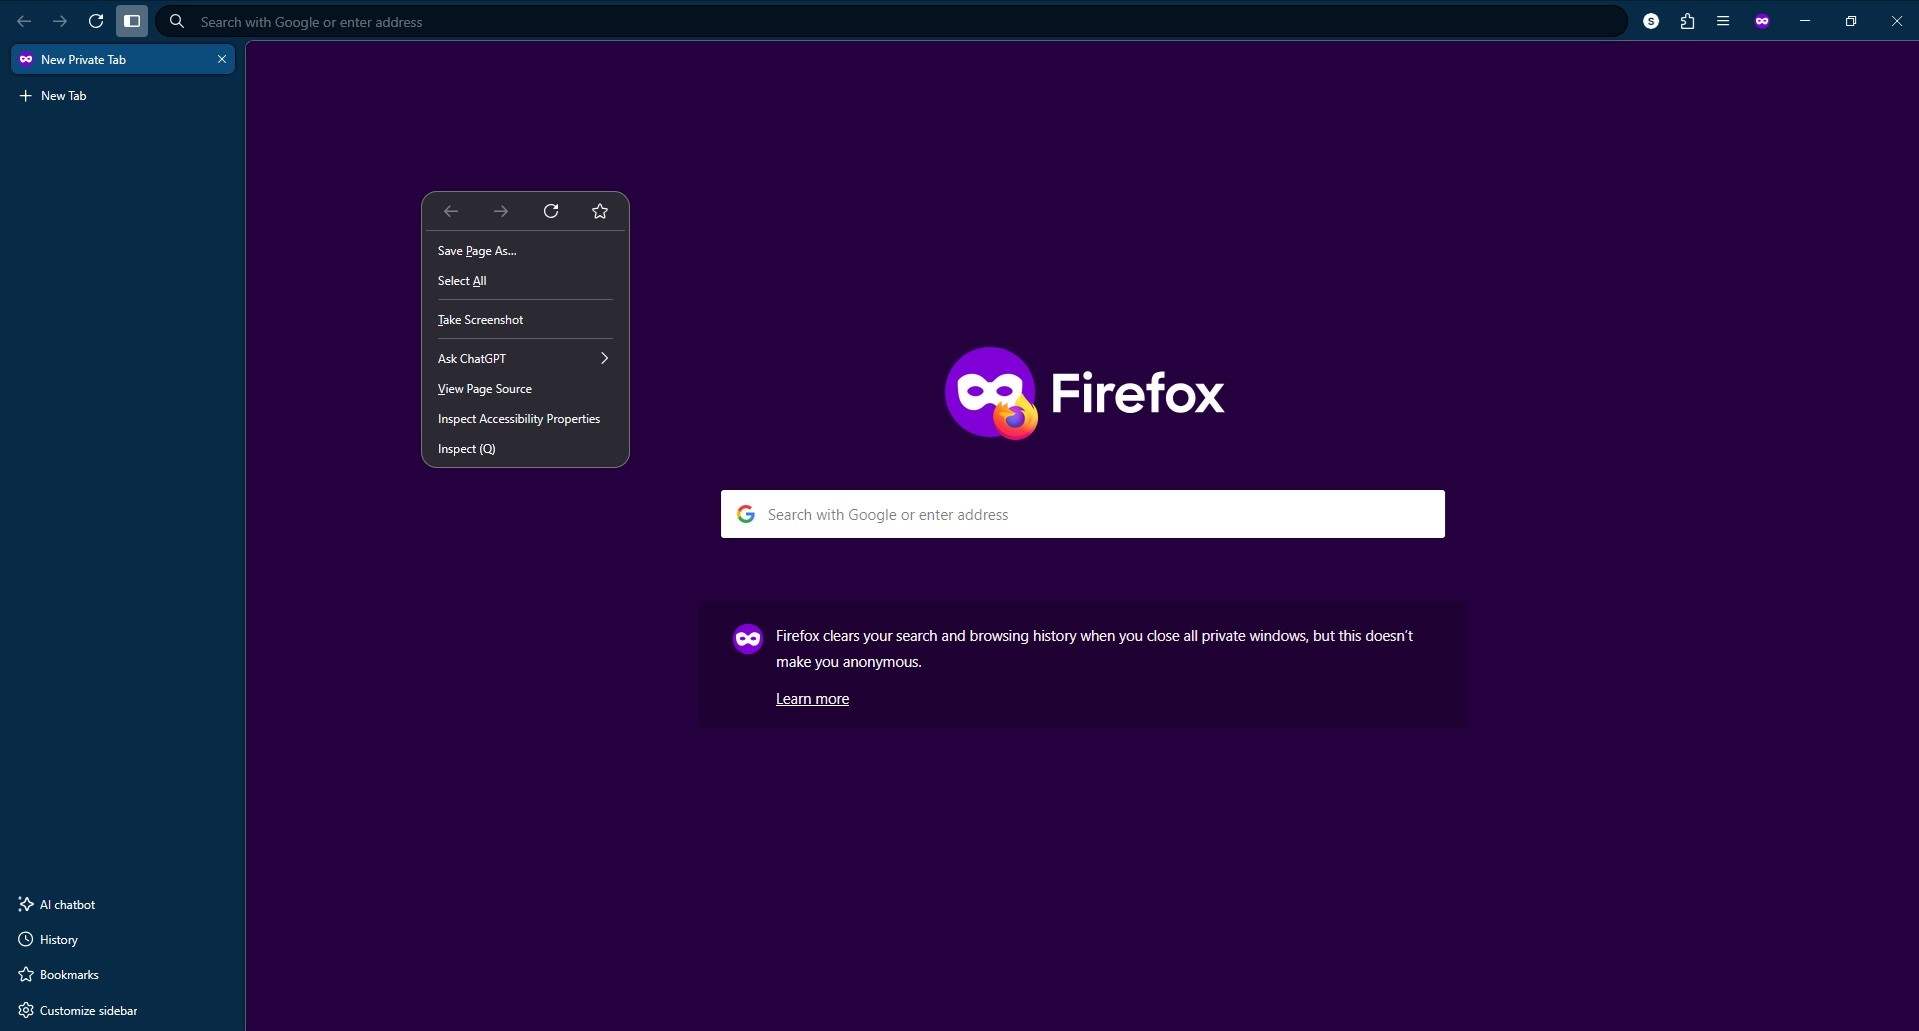 Search with Google or enter address
S
New Private Tab
New Tab
Save Page As...
Select All
Take Screenshot
Ask ChatGPT
View Page Source
Inspect Accessibility Properties
Inspect (Q)
Firefox
Search with Google or enter address
Firefox clears your search and browsing history when you close all private windows, but this doesn’t
make you anonymous.
Learn more
AI chatbot
History
Bookmarks
Customize sidebar